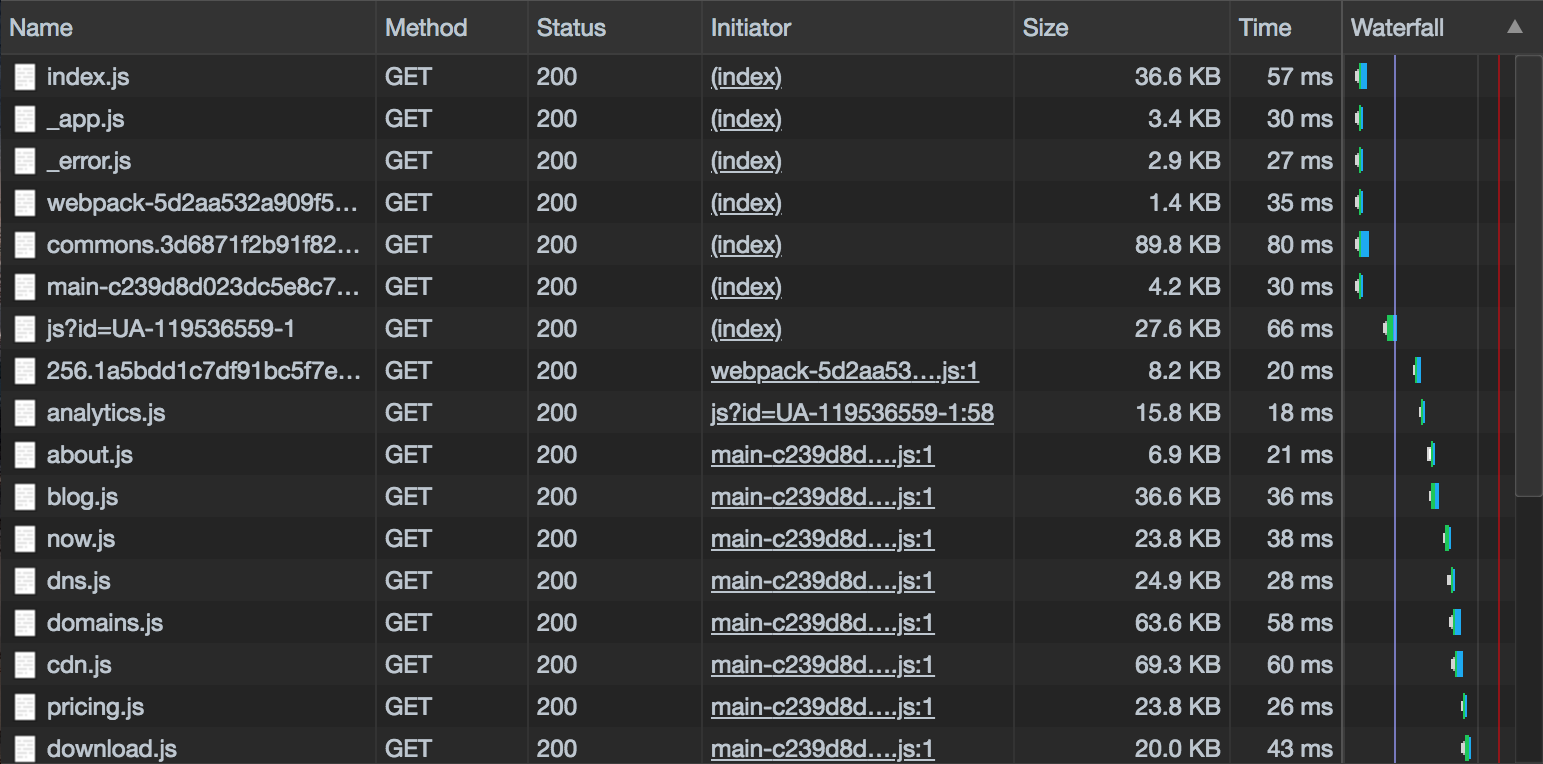 Name Method Status Initiator Size Time Waterfall ▲
index.js GET 200 (index) 36.6 KB 57 ms
_app.js GET 200 (index) 3.4 KB 30 ms
_error.js GET 200 (index) 2.9 KB 27 ms
webpack-5d2aa532a909f5… GET 200 (index) 1.4 KB 35 ms
commons.3d6871f2b91f82… GET 200 (index) 89.8 KB 80 ms
main-c239d8d023dc5e8c7… GET 200 (index) 4.2 KB 30 ms
js?id=UA-119536559-1 GET 200 (index) 27.6 KB 66 ms
256.1a5bdd1c7df91bc5f7e… GET 200 webpack-5d2aa53….js:1 8.2 KB 20 ms
analytics.js GET 200 js?id=UA-119536559-1:58 15.8 KB 18 ms
about.js GET 200 main-c239d8d….js:1 6.9 KB 21 ms
blog.js GET 200 main-c239d8d….js:1 36.6 KB 36 ms
now.js GET 200 main-c239d8d….js:1 23.8 KB 38 ms
dns.js GET 200 main-c239d8d….js:1 24.9 KB 28 ms
domains.js GET 200 main-c239d8d….js:1 63.6 KB 58 ms
cdn.js GET 200 main-c239d8d….js:1 69.3 KB 60 ms
pricing.js GET 200 main-c239d8d….js:1 23.8 KB 26 ms
download.js GET 200 main-c239d8d….js:1 20.0 KB 43 ms